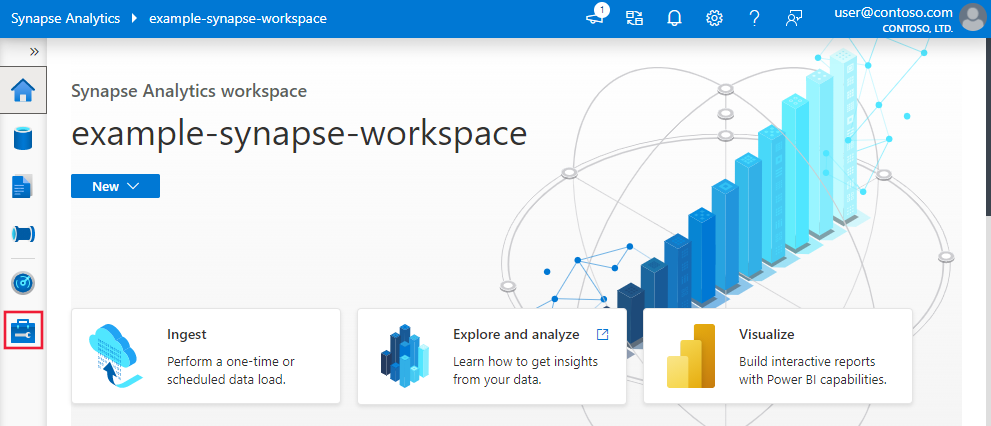 Synapse Analytics ▸ example-synapse-workspace
1
user@contoso.com
CONTOSO, LTD.
»
Synapse Analytics workspace
example-synapse-workspace
New
Ingest
Perform a one-time or
scheduled data load.
Explore and analyze
Learn how to get insights
from your data.
Visualize
Build interactive reports
with Power BI capabilities.